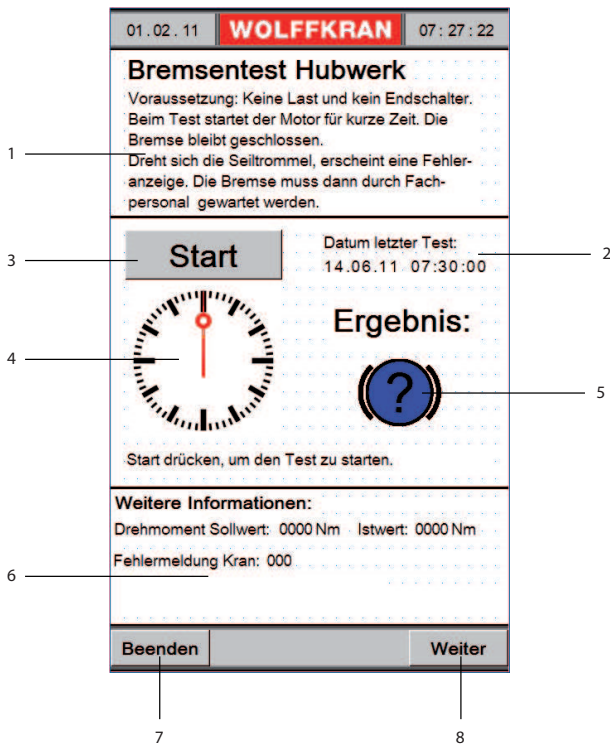 01.02.11 WOLFFKRAN 07:27:22
Bremsentest Hubwerk
Voraussetzung: Keine Last und kein Endschalter.
Beim Test startet der Motor für kurze Zeit. Die
Bremse bleibt geschlossen.
1
Dreht sich die Seiltrommel, erscheint eine Fehler-
anzeige. Die Bremse muss dann durch Fach-
personal gewartet werden.
3 Start
Datum letzter Test: 2
14.06.11 07:30:00
Ergebnis:
4
? 5
Start drücken, um den Test zu starten.
Weitere Informationen:
Drehmoment Sollwert: 0000 Nm Istwert: 0000 Nm
Fehlermeldung Kran: 000
6
Beenden Weiter
7 8